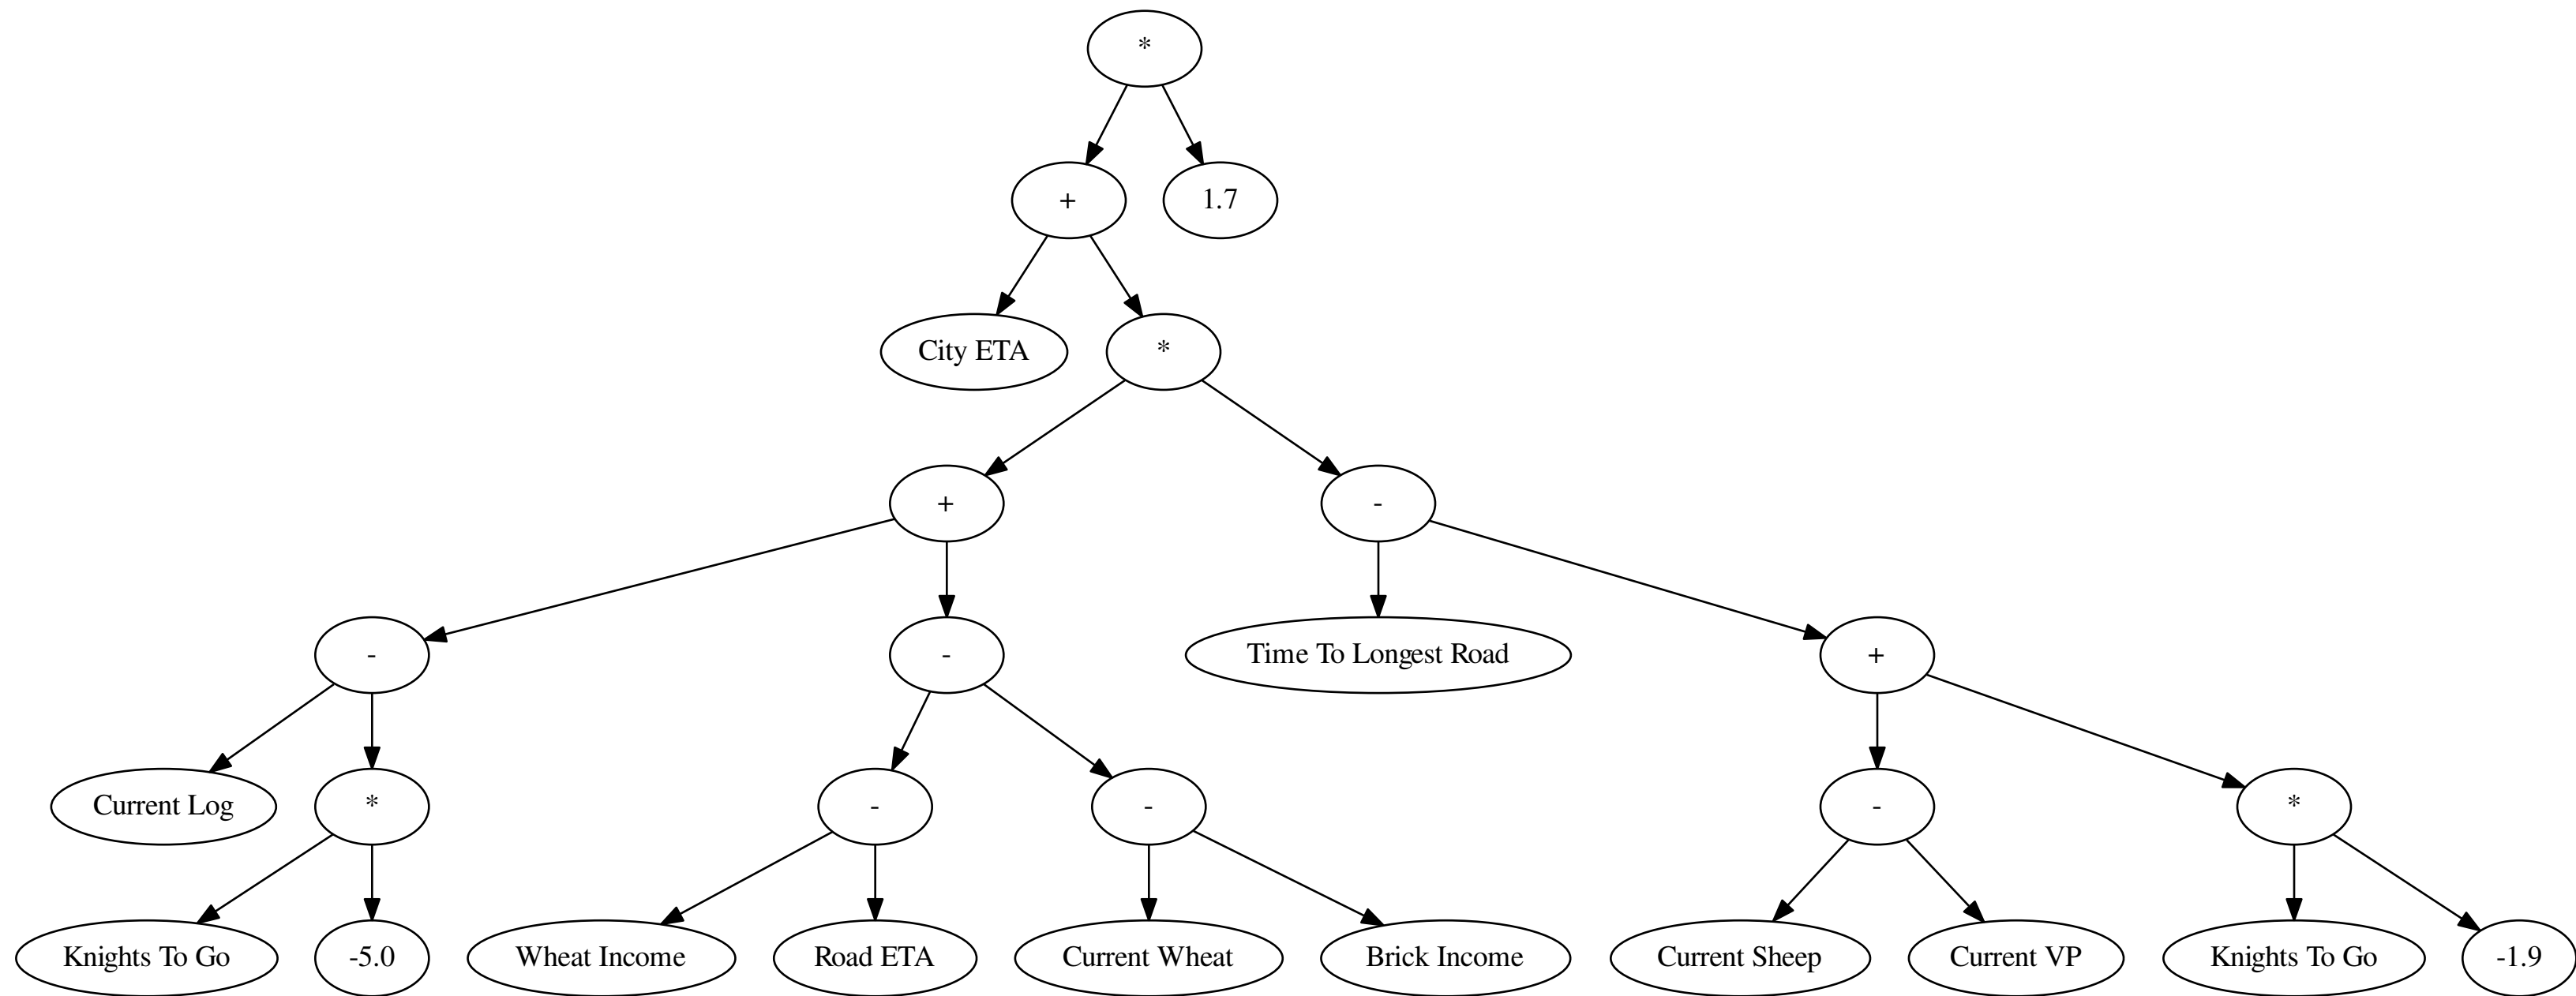 *
+ 1.7
City ETA *
+ -
- - Time To Longest Road +
Current Log * - - - *
Knights To Go -5.0 Wheat Income Road ETA Current Wheat Brick Income Current Sheep Current VP Knights To Go -1.9